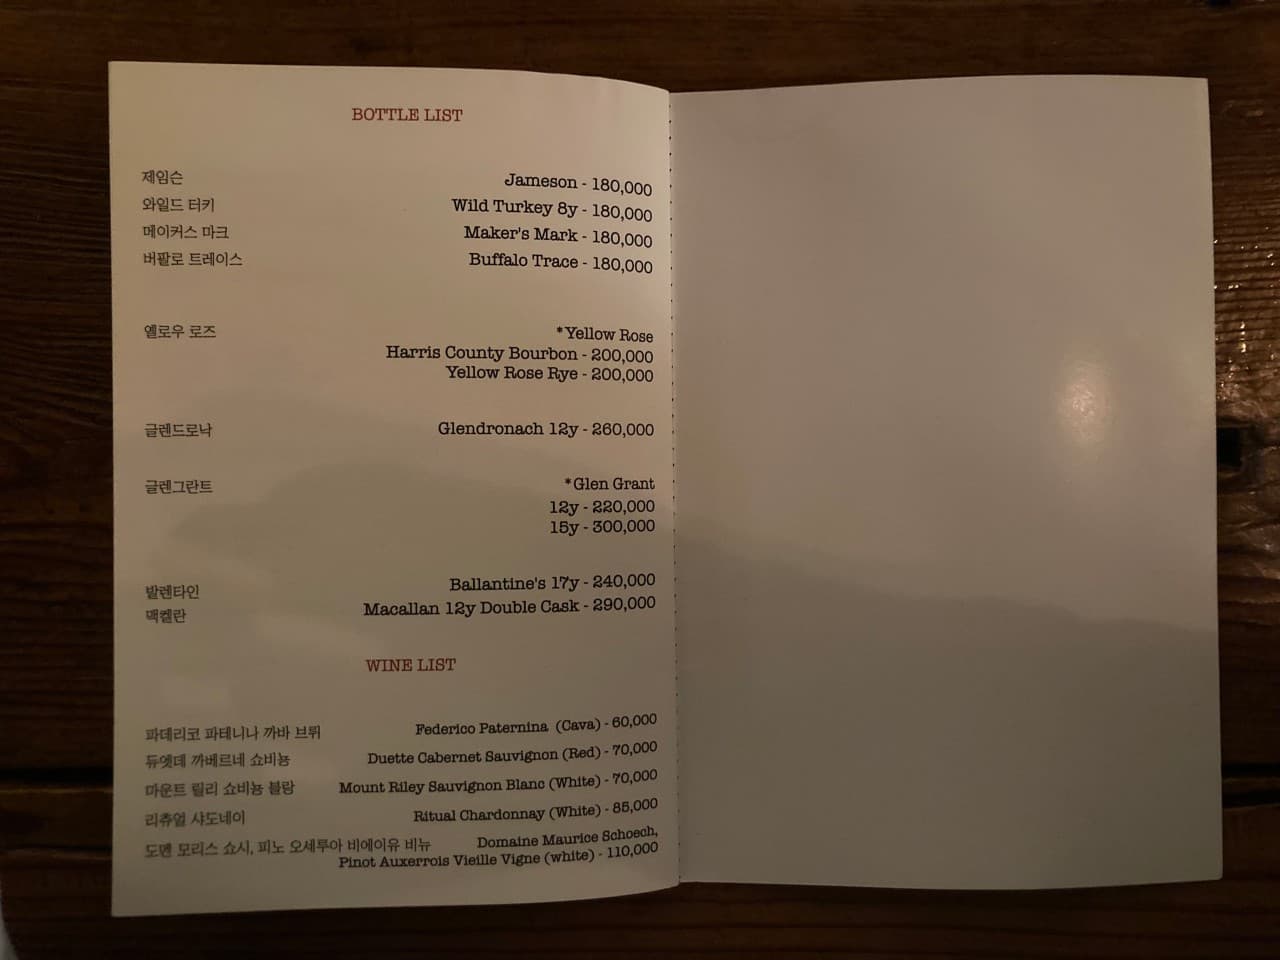 BOTTLE LIST
제임슨 Jameson - 180,000
와일드 터키 Wild Turkey 8y - 180,000
메이커스 마크 Maker's Mark - 180,000
버팔로 트레이스 Buffalo Trace - 180,000
옐로우 로즈 *Yellow Rose
Harris County Bourbon - 200,000
Yellow Rose Rye - 200,000
글렌드로낙 Glendronach 12y - 260,000
글렌그란트 *Glen Grant
12y - 220,000
15y - 300,000
발렌타인 Ballantine's 17y - 240,000
맥켈란 Macallan 12y Double Cask - 290,000
WINE LIST
파데리코 파테니나 까바 브뤼 Federico Paternina (Cava) - 60,000
듀엣데 까베르네 쇼비뇽 Duette Cabernet Sauvignon (Red) - 70,000
마운트 릴리 쇼비뇽 블랑 Mount Riley Sauvignon Blanc (White) - 70,000
리츄얼 샤도네이 Ritual Chardonnay (White) - 85,000
도멘 모리스 쇼시, 피노 오세루아 비에이유 비뉴 Domaine Maurice Schoech,
Pinot Auxerrois Vieille Vigne (white) - 110,000